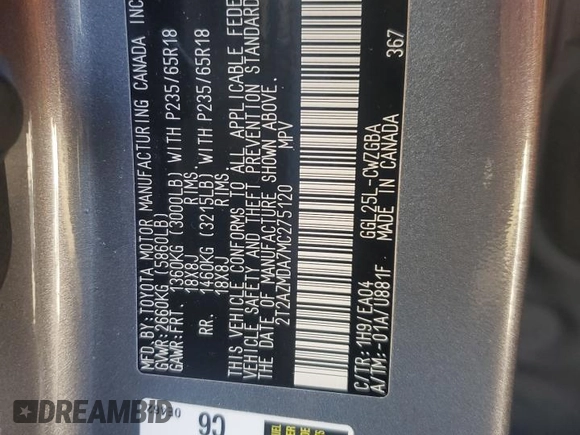 MFD.BY:TOYOTA MOTOR MANUFACTURING CANADA INC
GVWR:2660KG (5860LB)
GAWR:FRT. 1360KG (3000LB) WITH P235/65R18
18X8J RIMS,
RR. 1460KG (3215LB) WITH P235/65R18
18X8J RIMS,
THIS VEHICLE CONFORMS TO ALL APPLICABLE FEDE
VEHICLE SAFETY AND THEFT PREVENTION STANDARD
THE DATE OF MANUFACTURE SHOWN ABOVE.
2T2AZMDA7MC275120 MPV
C/TR:1H9/EA04 GGL25L-CWZGBA
A/TM:-01A/U881F MADE IN CANADA
367
C6
DREAMBID